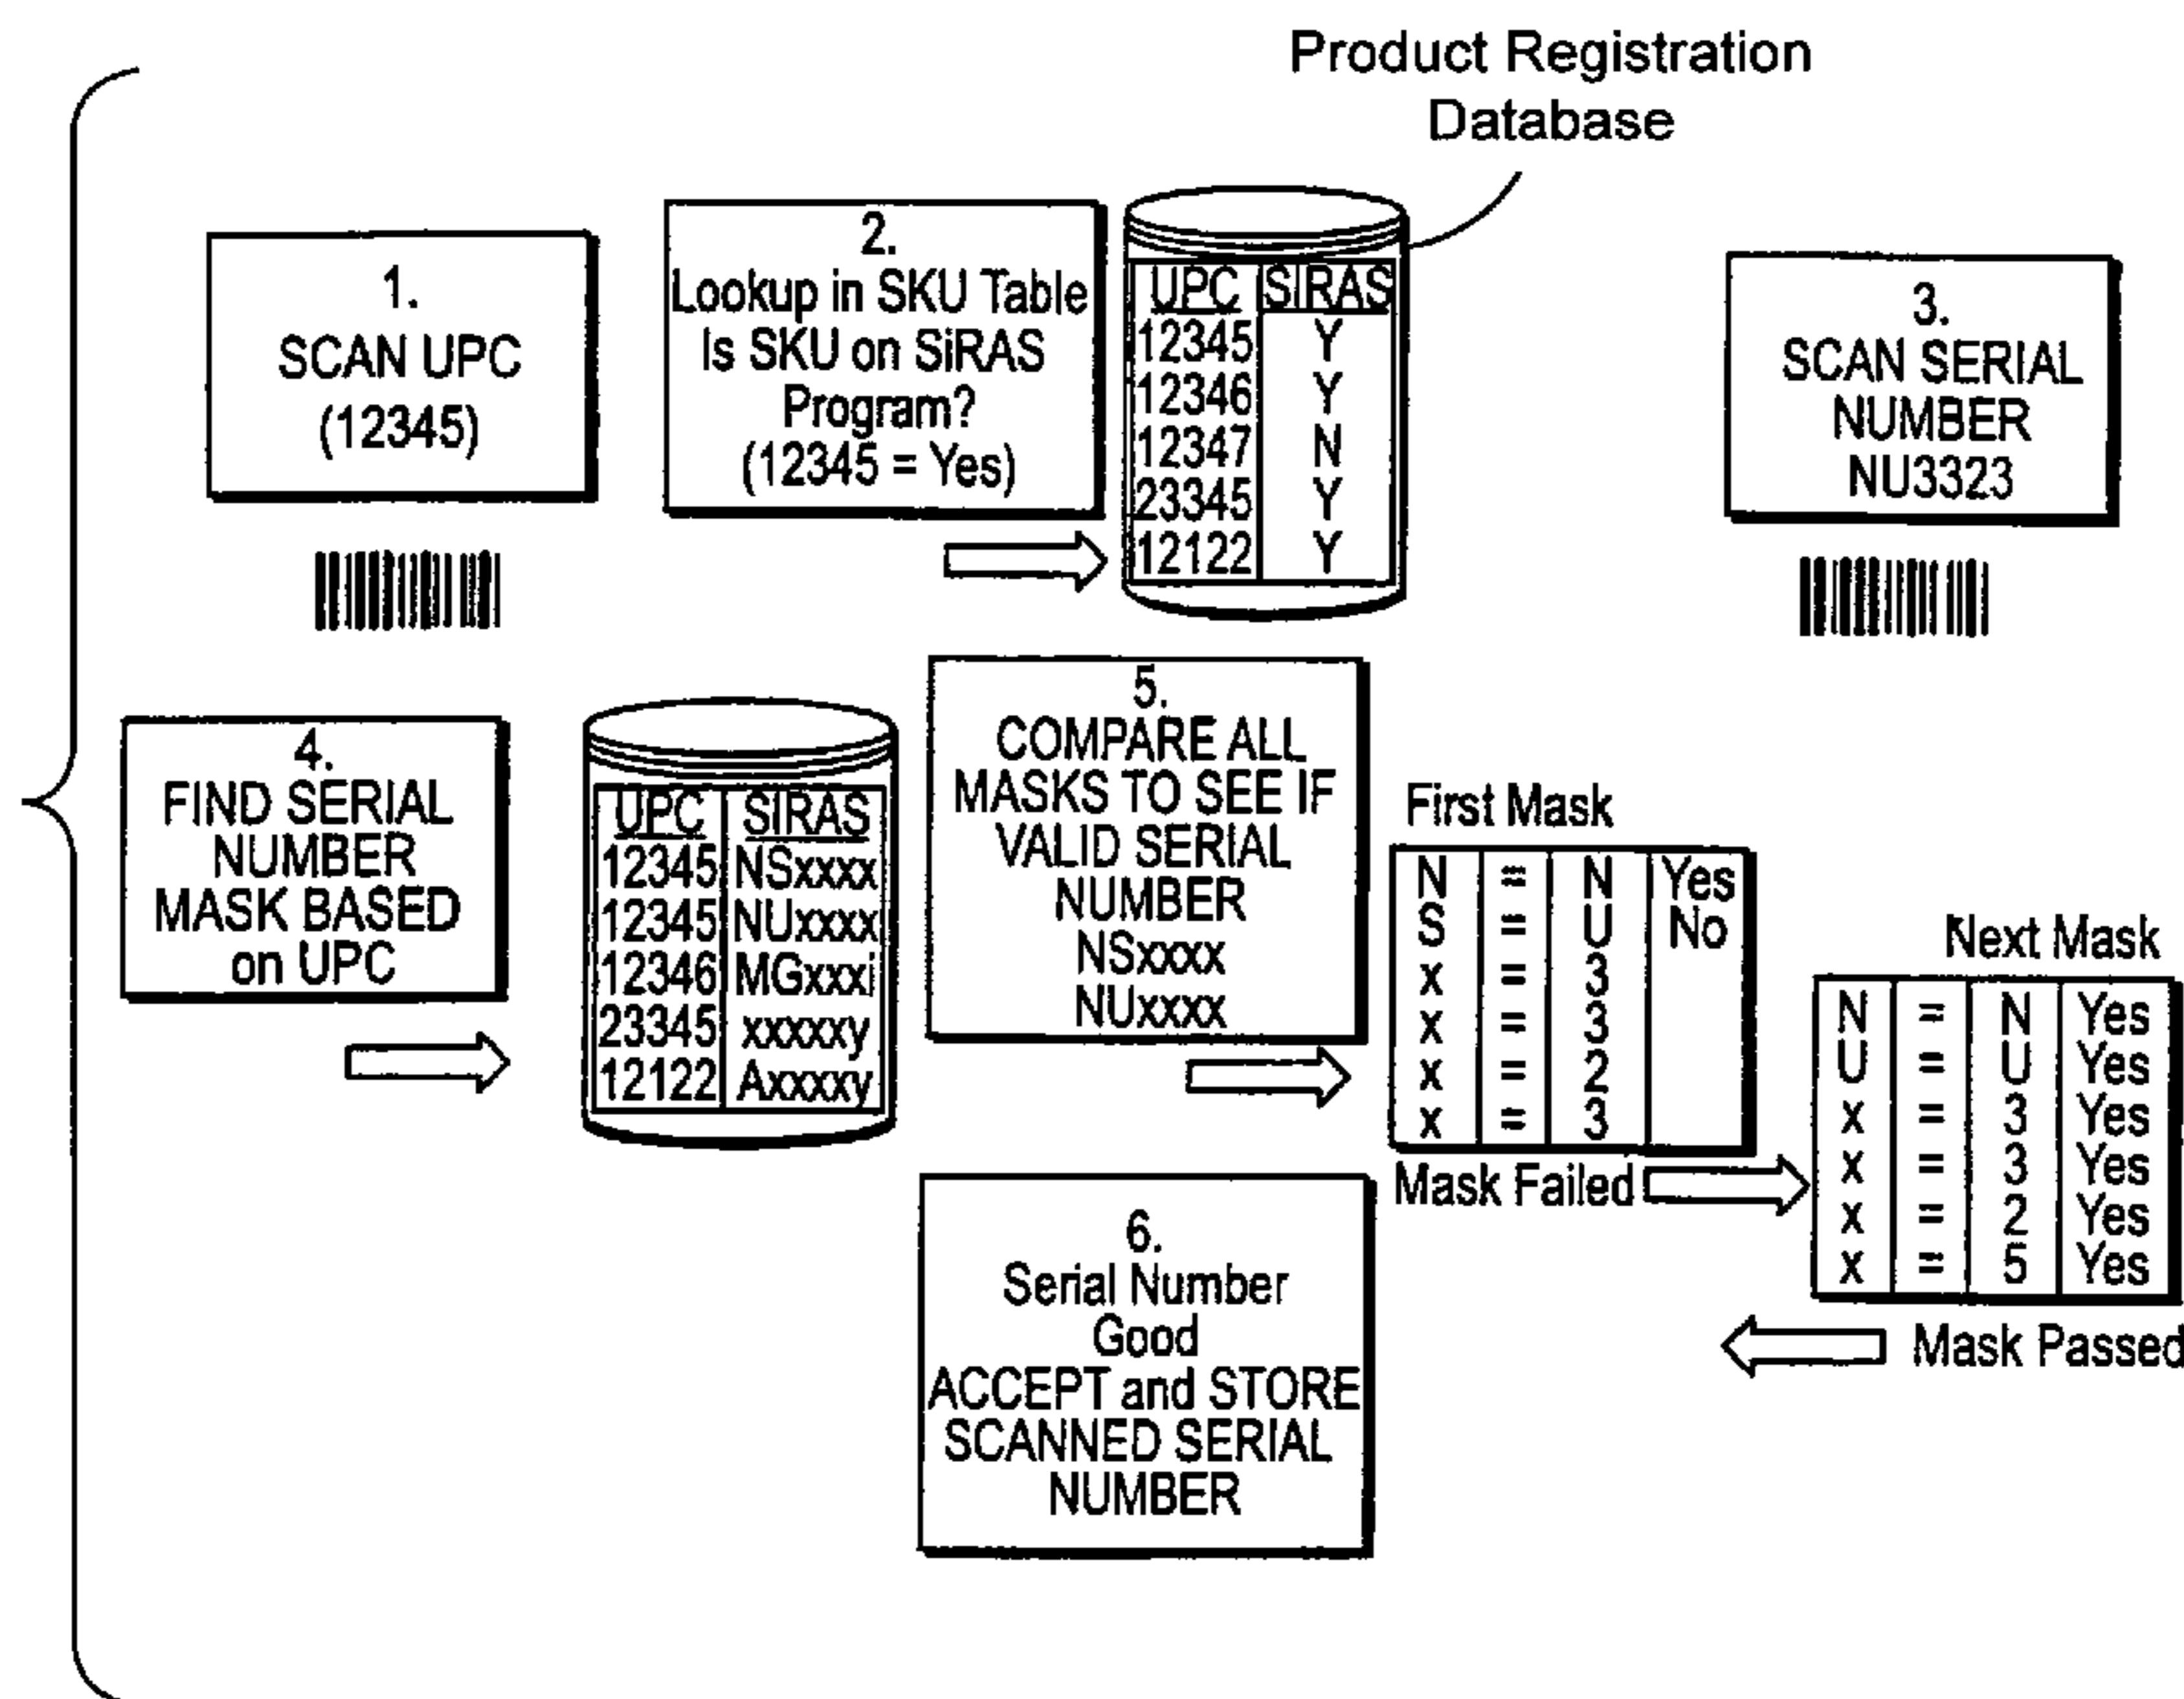 Product Registration
Database
1.
SCAN UPC
(12345)
2.
Lookup in SKU Table
Is SKU on SiRAS
Program?
(12345 = Yes)
UPC SIRAS
12345 Y
12346 Y
12347 N
23345 Y
12122 Y
3.
SCAN SERIAL
NUMBER
NU3323
4.
FIND SERIAL
NUMBER
MASK BASED
on UPC
UPC SIRAS
12345 NSxxxx
12345 NUxxxx
12346 MGxxxi
23345 xxxxxy
12122 Axxxxy
5.
COMPARE ALL
MASKS TO SEE IF
VALID SERIAL
NUMBER
NSxxxx
NUxxxx
First Mask
N = N Yes
S = U No
x = 3
x = 3
x = 2
x = 3
Mask Failed
Next Mask
N = N Yes
U = U Yes
x = 3 Yes
x = 3 Yes
x = 2 Yes
x = 5 Yes
Mask Passed
6.
Serial Number
Good
ACCEPT and STORE
SCANNED SERIAL
NUMBER